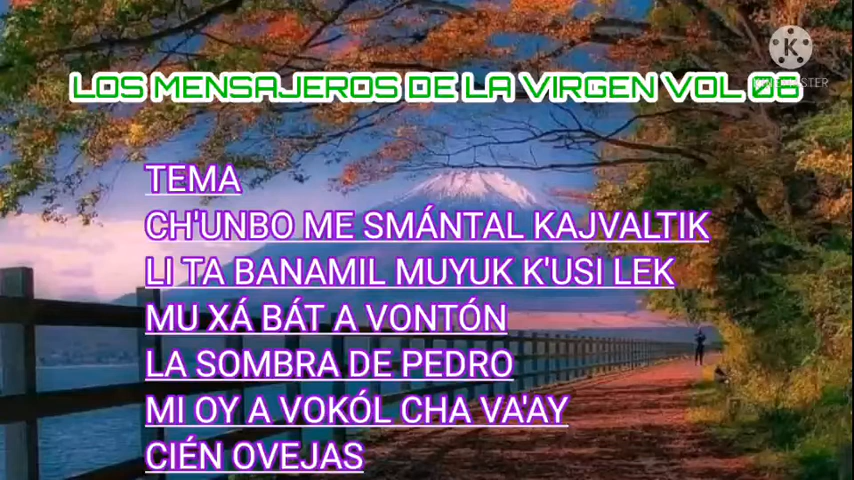 LOS MENSAJEROS DE LA VIRGEN VOL 06
TEMA
CH'UNBO ME SMÁNTAL KAJVALTIK
LI TA BANAMIL MUYUK K'USI LEK
MU XÁ BÁT A VONTÓN
LA SOMBRA DE PEDRO
MI OY A VOKÓL CHA VA'AY
CIÉN OVEJAS